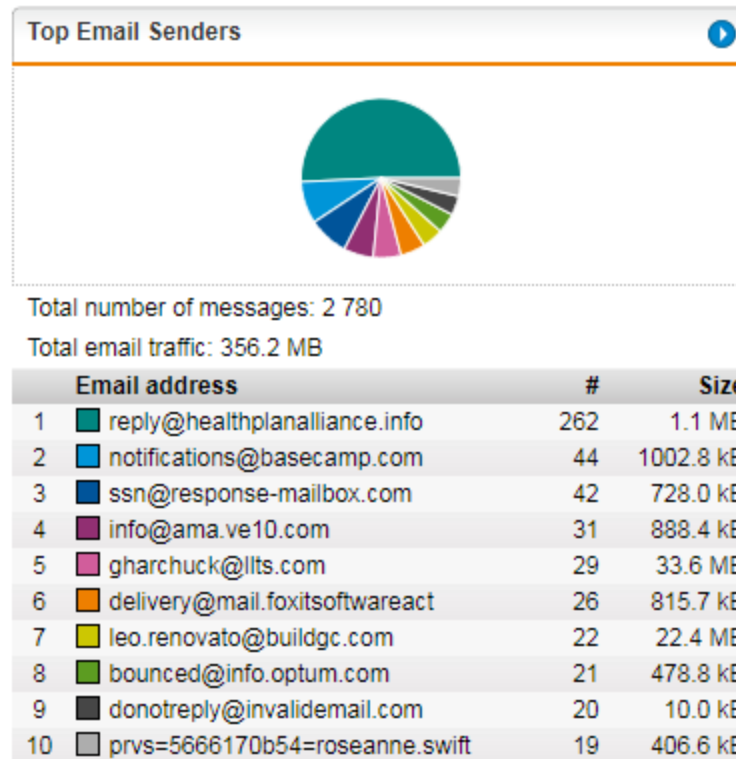 Top Email Senders
Total number of messages: 2 780
Total email traffic: 356.2 MB
Email address # Size
1 reply@healthplanalliance.info 262 1.1 MB
2 notifications@basecamp.com 44 1002.8 kB
3 ssn@response-mailbox.com 42 728.0 kB
4 info@ama.ve10.com 31 888.4 kB
5 gharchuck@llts.com 29 33.6 MB
6 delivery@mail.foxitsoftwareact 26 815.7 kB
7 leo.renovato@buildgc.com 22 22.4 MB
8 bounced@info.optum.com 21 478.8 kB
9 donotreply@invalidemail.com 20 10.0 kB
10 prvs=5666170b54=roseanne.swift 19 406.6 kB